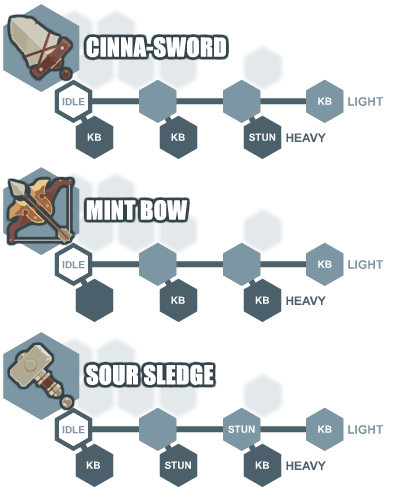 CINNA-SWORD
IDLE KB LIGHT
KB KB STUN HEAVY
MINT BOW
IDLE KB LIGHT
KB KB HEAVY
SOUR SLEDGE
IDLE STUN KB LIGHT
KB STUN KB HEAVY